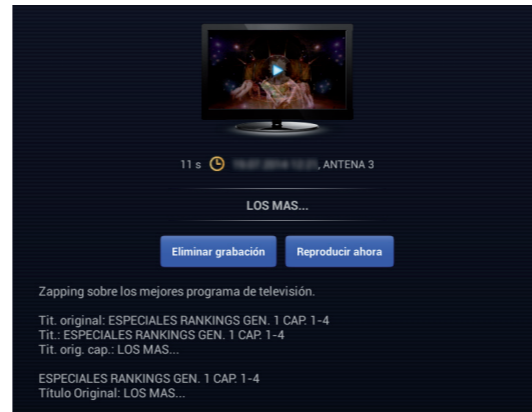 11 s , ANTENA 3
LOS MAS...
Eliminar grabación
Reproducir ahora
Zapping sobre los mejores programa de televisión.
Tit. original: ESPECIALES RANKINGS GEN. 1 CAP. 1-4
Tit.: ESPECIALES RANKINGS GEN. 1 CAP. 1-4
Tit. orig. cap.: LOS MAS...
ESPECIALES RANKINGS GEN. 1 CAP. 1-4
Título Original: LOS MAS...